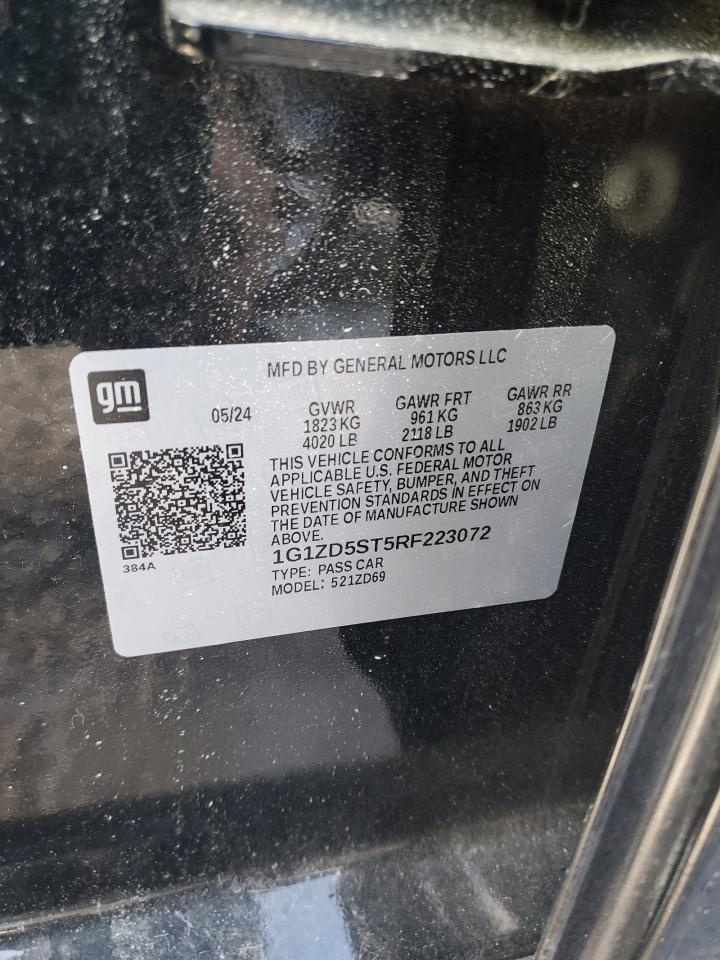 MFD BY GENERAL MOTORS LLC
gm
05/24 GVWR GAWR FRT GAWR RR
1823 KG 961 KG 863 KG
4020 LB 2118 LB 1902 LB
THIS VEHICLE CONFORMS TO ALL
APPLICABLE U.S. FEDERAL MOTOR
VEHICLE SAFETY, BUMPER, AND THEFT
PREVENTION STANDARDS IN EFFECT ON
THE DATE OF MANUFACTURE SHOWN
ABOVE.
1G1ZD5ST5RF223072
384A
TYPE: PASS CAR
MODEL: 521ZD69